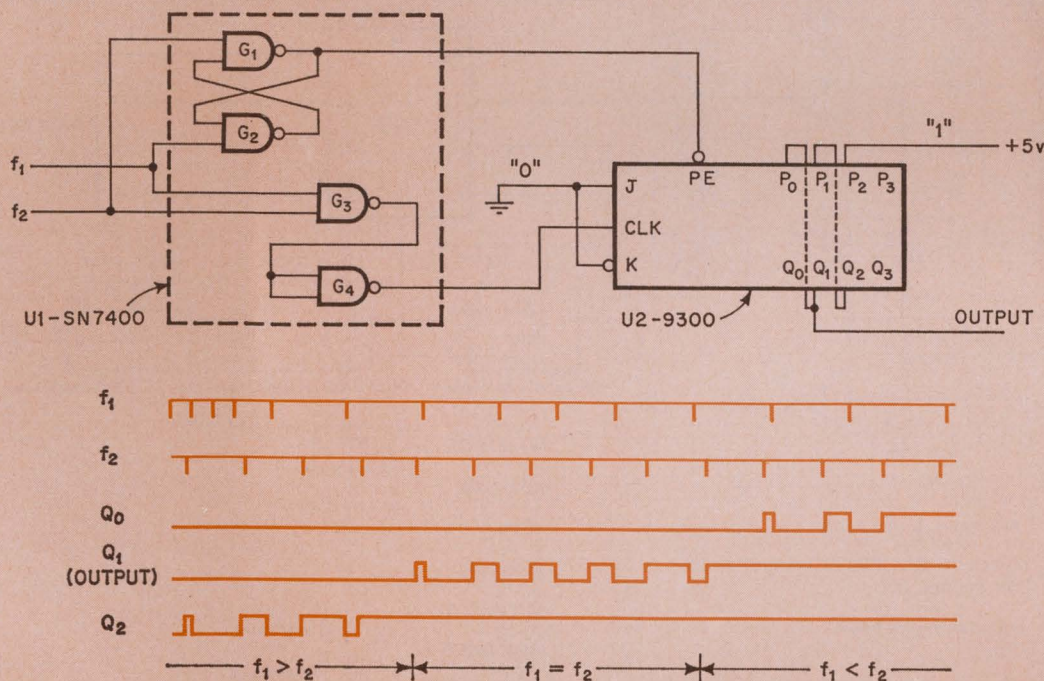 G₁
G₂
G₃
G₄
f₁
f₂
U1-SN7400
"0"
J
CLK
K
PE
P₀ P₁ P₂ P₃
Q₀ Q₁ Q₂ Q₃
"1"
+5v
U2-9300
OUTPUT
f₁
f₂
Q₀
Q₁
(OUTPUT)
Q₂
f₁ > f₂
f₁ = f₂
f₁ < f₂